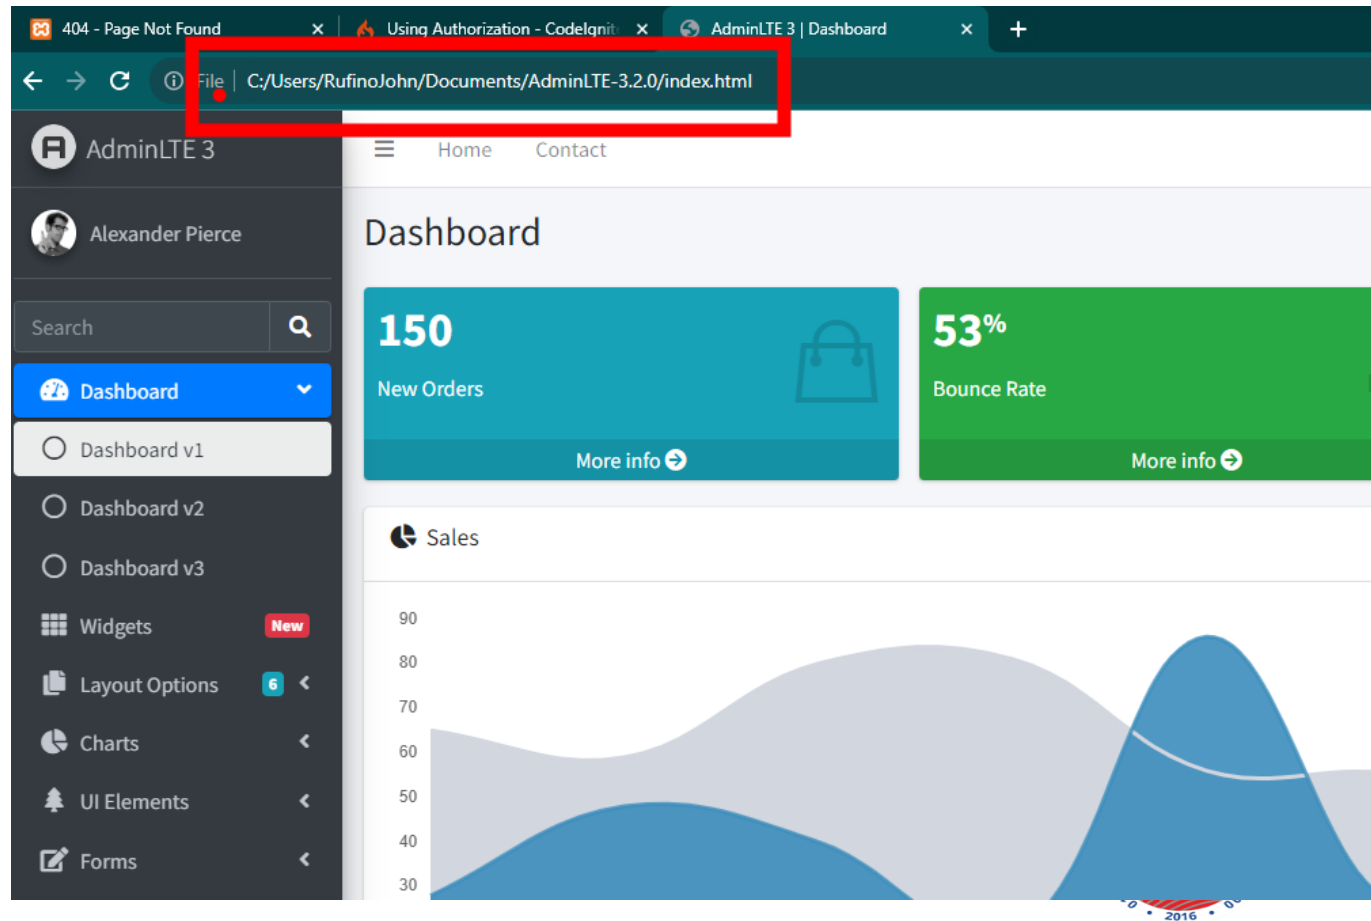 404 - Page Not Found
Using Authorization - CodeIgnit
AdminLTE 3 | Dashboard
File
C:/Users/RufinoJohn/Documents/AdminLTE-3.2.0/index.html
AdminLTE 3
Home
Contact
Alexander Pierce
Dashboard
Search
150
New Orders
More info
53%
Bounce Rate
More info
Dashboard
Dashboard v1
Dashboard v2
Dashboard v3
Widgets
New
Layout Options
6
Charts
UI Elements
Forms
Sales
90
80
70
60
50
40
30
2016